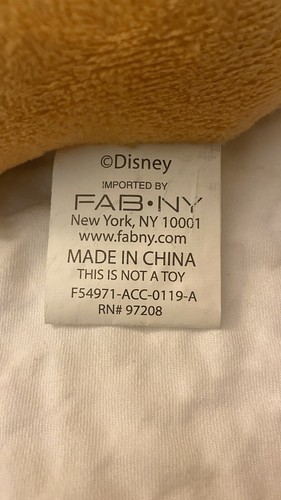 ©Disney
IMPORTED BY
FAB•NY
New York, NY 10001
www.fabny.com
MADE IN CHINA
THIS IS NOT A TOY
F54971-ACC-0119-A
RN# 97208